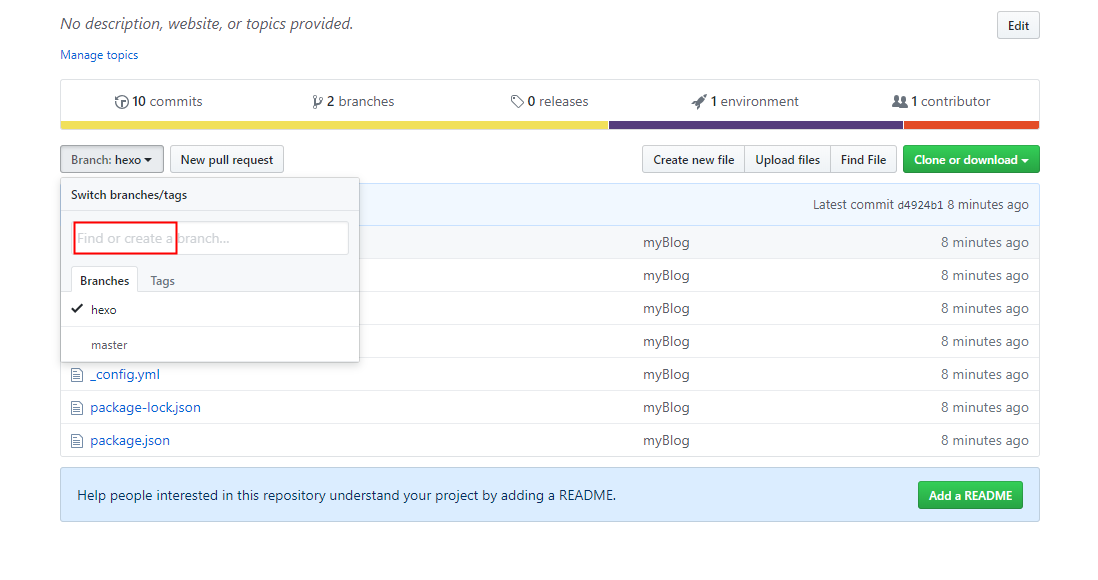 No description, website, or topics provided.
Edit
Manage topics
10 commits 2 branches 0 releases 1 environment 1 contributor
Branch: hexo New pull request Create new file Upload files Find File Clone or download
Switch branches/tags
Latest commit d4924b1 8 minutes ago
Find or create a branch...
myBlog 8 minutes ago
myBlog 8 minutes ago
Branches Tags
hexo
myBlog 8 minutes ago
master
myBlog 8 minutes ago
_config.yml myBlog 8 minutes ago
package-lock.json myBlog 8 minutes ago
package.json myBlog 8 minutes ago
Help people interested in this repository understand your project by adding a README.
Add a README